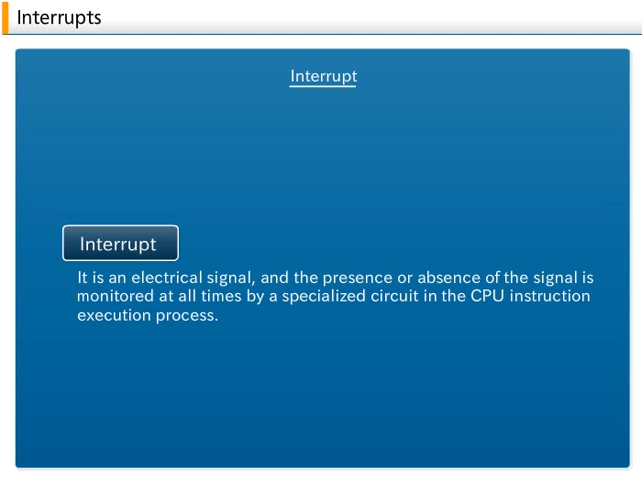 Interrupts
Interrupt
Interrupt
It is an electrical signal, and the presence or absence of the signal is
monitored at all times by a specialized circuit in the CPU instruction
execution process.